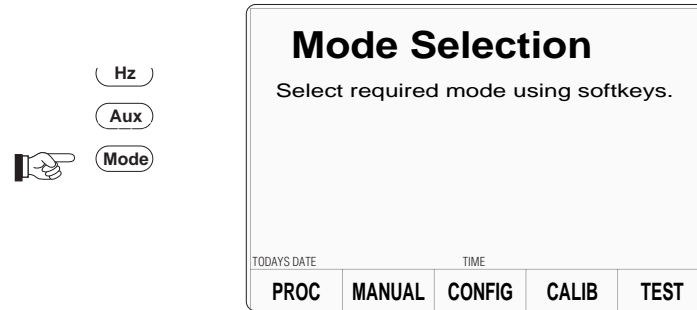 Hz
Aux
Mode
Mode Selection
Select required mode using softkeys.
TODAYS DATE TIME
PROC MANUAL CONFIG CALIB TEST